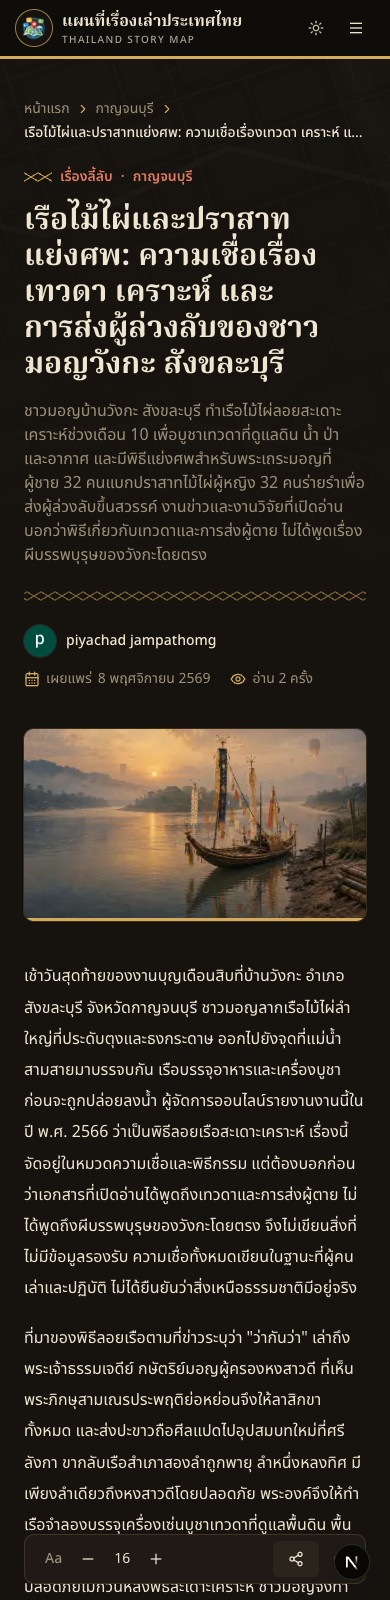 แผนที่เรื่องเล่าประเทศไทย
THAILAND STORY MAP
หน้าแรก > กาญจนบุรี >
เรือไม้ไผ่และปราสาทแย่งศพ: ความเชื่อเรื่องเทวดา เคราะห์ แ...
เรื่องลี้ลับ · กาญจนบุรี
เรือไม้ไผ่และปราสาท
แย่งศพ: ความเชื่อเรื่อง
เทวดา เคราะห์ และ
การส่งผู้ล่วงลับของชาว
มอญวังกะ สังขละบุรี
ชาวมอญบ้านวังกะ สังขละบุรี ทำเรือไม้ไผ่ลอยสะเดาะ
เคราะห์ช่วงเดือน 10 เพื่อบูชาเทวดาที่ดูแลดิน น้ำ ป่า
และอากาศ และมีพิธีแย่งศพสำหรับพระเถระมอญที่
ผู้ชาย 32 คนแบกปราสาทไม้ไผ่ผู้หญิง 32 คนร่ายรำเพื่อ
ส่งผู้ล่วงลับขึ้นสวรรค์ งานข่าวและงานวิจัยที่เปิดอ่าน
บอกว่าพิธีเกี่ยวกับเทวดาและการส่งผู้ตาย ไม่ได้พูดเรื่อง
ผีบรรพบุรุษของวังกะโดยตรง
p piyachad jampathomg
เผยแพร่ 8 พฤศจิกายน 2569 อ่าน 2 ครั้ง
เช้าวันสุดท้ายของงานบุญเดือนสิบที่บ้านวังกะ อำเภอ
สังขละบุรี จังหวัดกาญจนบุรี ชาวมอญลากเรือไม้ไผ่ลำ
ใหญ่ที่ประดับตุงและธงกระดาษ ออกไปยังจุดที่แม่น้ำ
สามสายมาบรรจบกัน เรือบรรจุอาหารและเครื่องบูชา
ก่อนจะถูกปล่อยลงน้ำ ผู้จัดการออนไลน์รายงานงานนี้ใน
ปี พ.ศ. 2566 ว่าเป็นพิธีลอยเรือสะเดาะเคราะห์ เรื่องนี้
จัดอยู่ในหมวดความเชื่อและพิธีกรรม แต่ต้องบอกก่อน
ว่าเอกสารที่เปิดอ่านได้พูดถึงเทวดาและการส่งผู้ตาย ไม่
ได้พูดถึงผีบรรพบุรุษของวังกะโดยตรง จึงไม่เขียนสิ่งที่
ไม่มีข้อมูลรองรับ ความเชื่อทั้งหมดเขียนในฐานะที่ผู้คน
เล่าและปฏิบัติ ไม่ได้ยืนยันว่าสิ่งเหนือธรรมชาติมีอยู่จริง
ที่มาของพิธีลอยเรือตามที่ข่าวระบุว่า "ว่ากันว่า" เล่าถึง
พระเจ้าธรรมเจดีย์ กษัตริย์มอญผู้ครองหงสาวดี ที่เห็น
พระภิกษุสามเณรประพฤติย่อหย่อนจึงให้ลาสิกขา
ทั้งหมด และส่งปะขาวถือศีลแปดไปอุปสมบทใหม่ที่ศรี
ลังกา ขากลับเรือสำเภาสองลำถูกพายุ ลำหนึ่งหลงทิศ มี
เพียงลำเดียวถึงหงสาวดีโดยปลอดภัย พระองค์จึงให้ทำ
เรือจำลองบรรจุเครื่องเซ่นบูชาเทวดาที่ดูแลพื้นดิน พื้น
Aa − 16 +
N